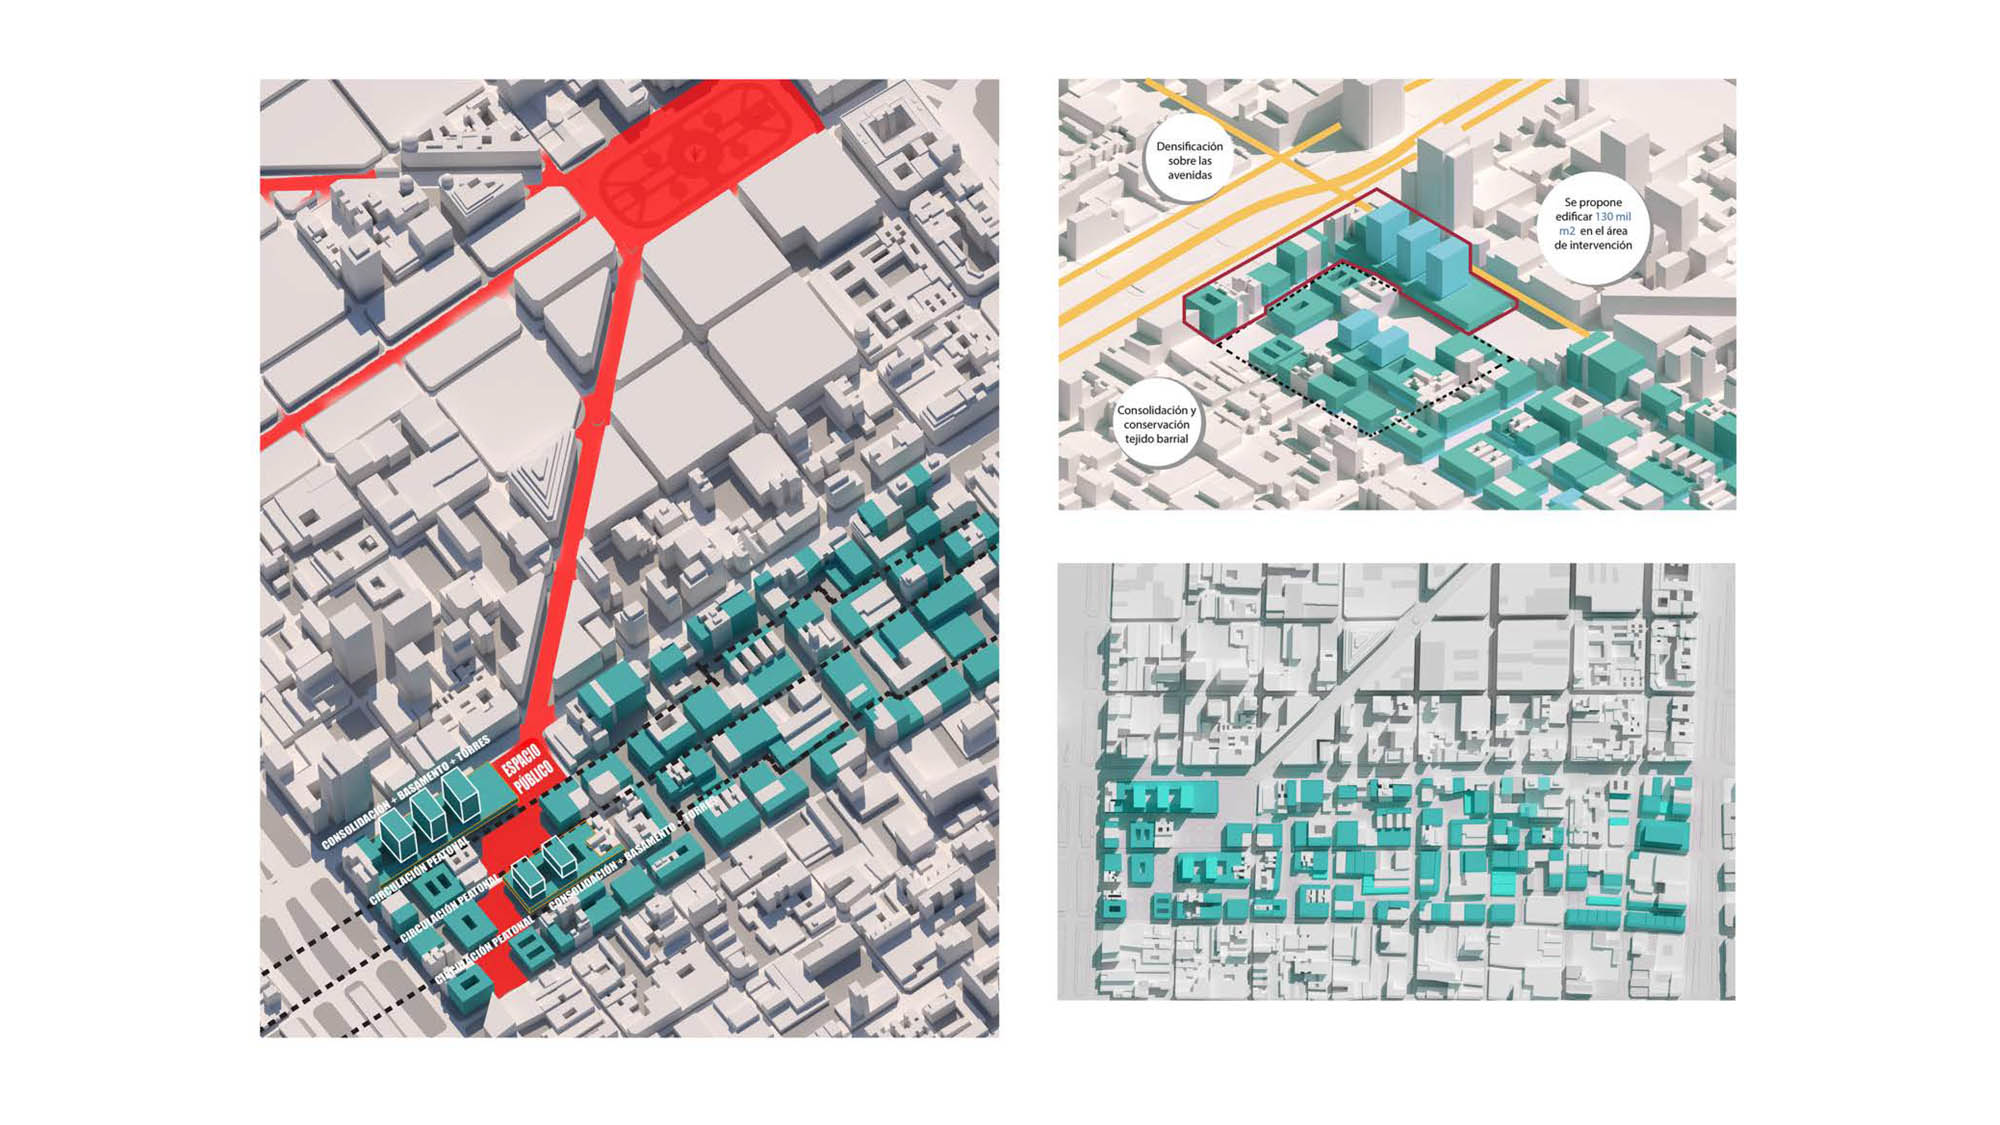 CONSOLIDACIÓN + BASAMENTO + TORRES
ESPACIO
PÚBLICO
CIRCULACIÓN PEATONAL
CIRCULACIÓN PEATONAL
CIRCULACIÓN PEATONAL
CONSOLIDACIÓN + BASAMENTO + TORRES
Densificación
sobre las
avenidas
Se propone
edificar 130 mil
m2 en el área
de intervención
Consolidación y
conservación
tejido barrial